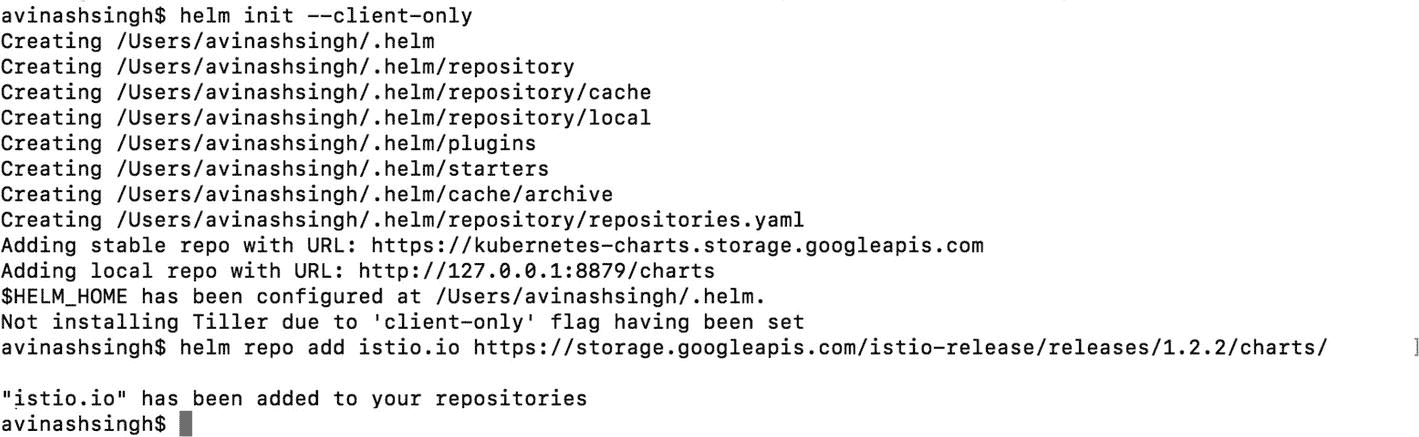 avinashsingh$ helm init --client-only
Creating /Users/avinashsingh/.helm
Creating /Users/avinashsingh/.helm/repository
Creating /Users/avinashsingh/.helm/repository/cache
Creating /Users/avinashsingh/.helm/repository/local
Creating /Users/avinashsingh/.helm/plugins
Creating /Users/avinashsingh/.helm/starters
Creating /Users/avinashsingh/.helm/cache/archive
Creating /Users/avinashsingh/.helm/repository/repositories.yaml
Adding stable repo with URL: https://kubernetes-charts.storage.googleapis.com
Adding local repo with URL: http://127.0.0.1:8879/charts
$HELM_HOME has been configured at /Users/avinashsingh/.helm.
Not installing Tiller due to 'client-only' flag having been set
avinashsingh$ helm repo add istio.io https://storage.googleapis.com/istio-release/releases/1.2.2/charts/ ]
"istio.io" has been added to your repositories
avinashsingh$